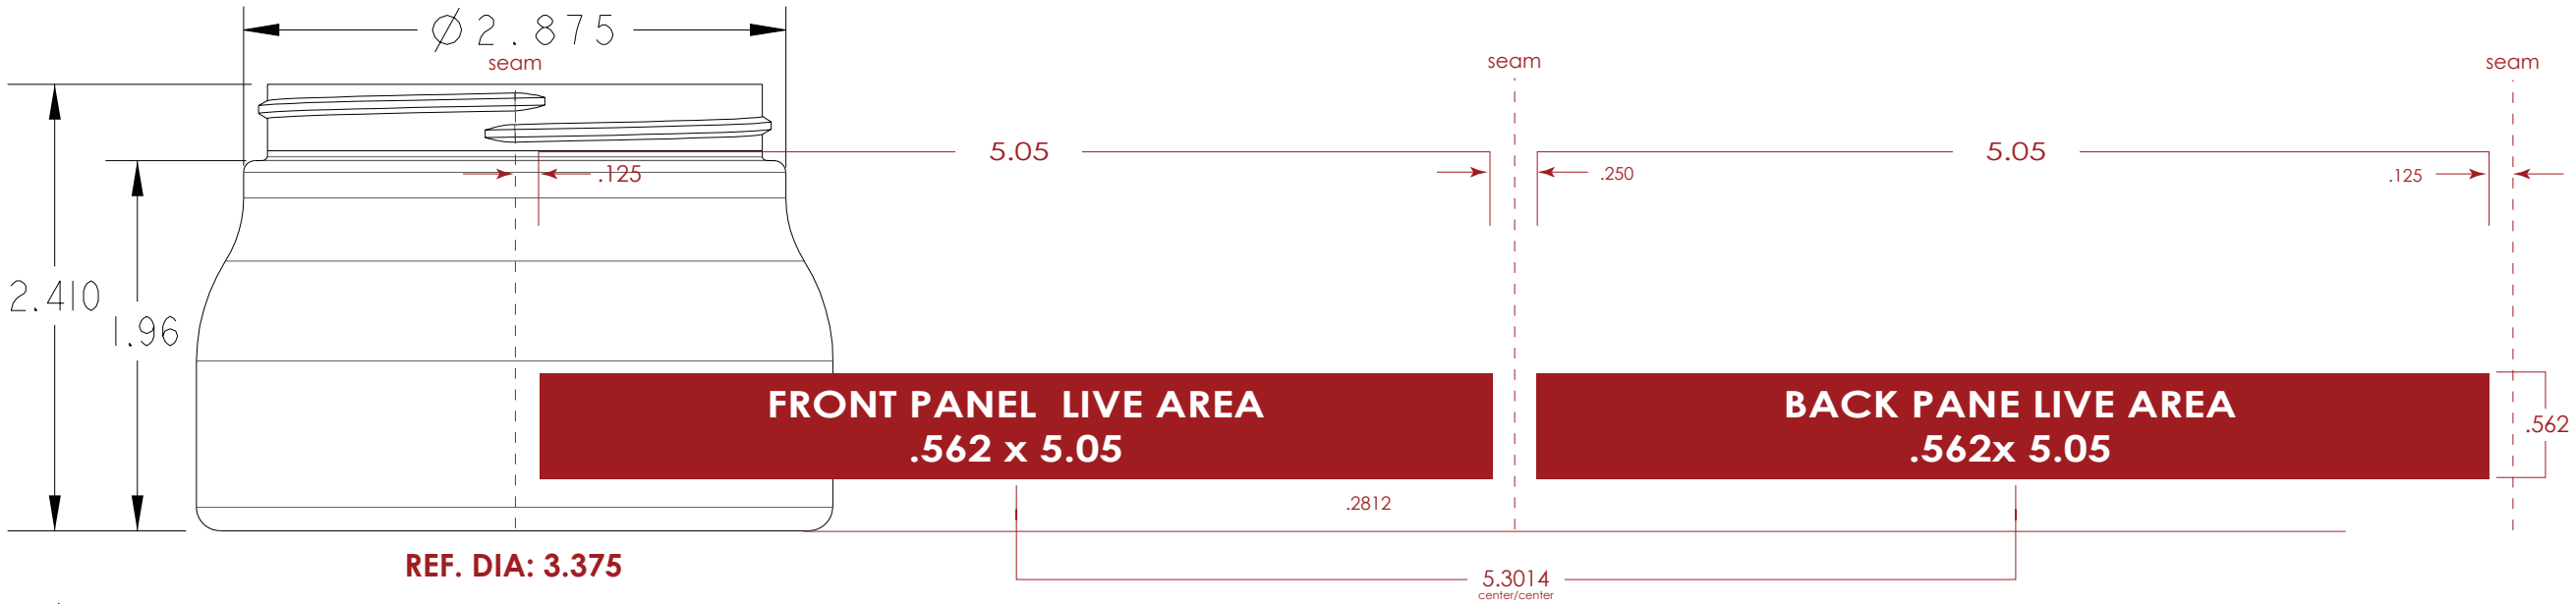 Ø2.875
seam
seam
seam
5.05
5.05
.125
.250
.125
2.410
1.96
FRONT PANEL LIVE AREA
.562 x 5.05
BACK PANE LIVE AREA
.562x 5.05
.562
.2812
REF. DIA: 3.375
5.3014
center/center